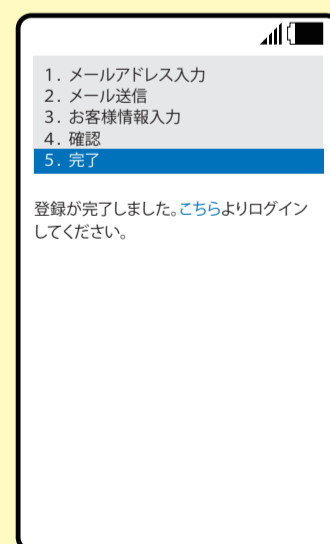 1. メールアドレス入力
2. メール送信
3. お客様情報入力
4. 確認
5. 完了
登録が完了しました。こちらよりログイン
してください。